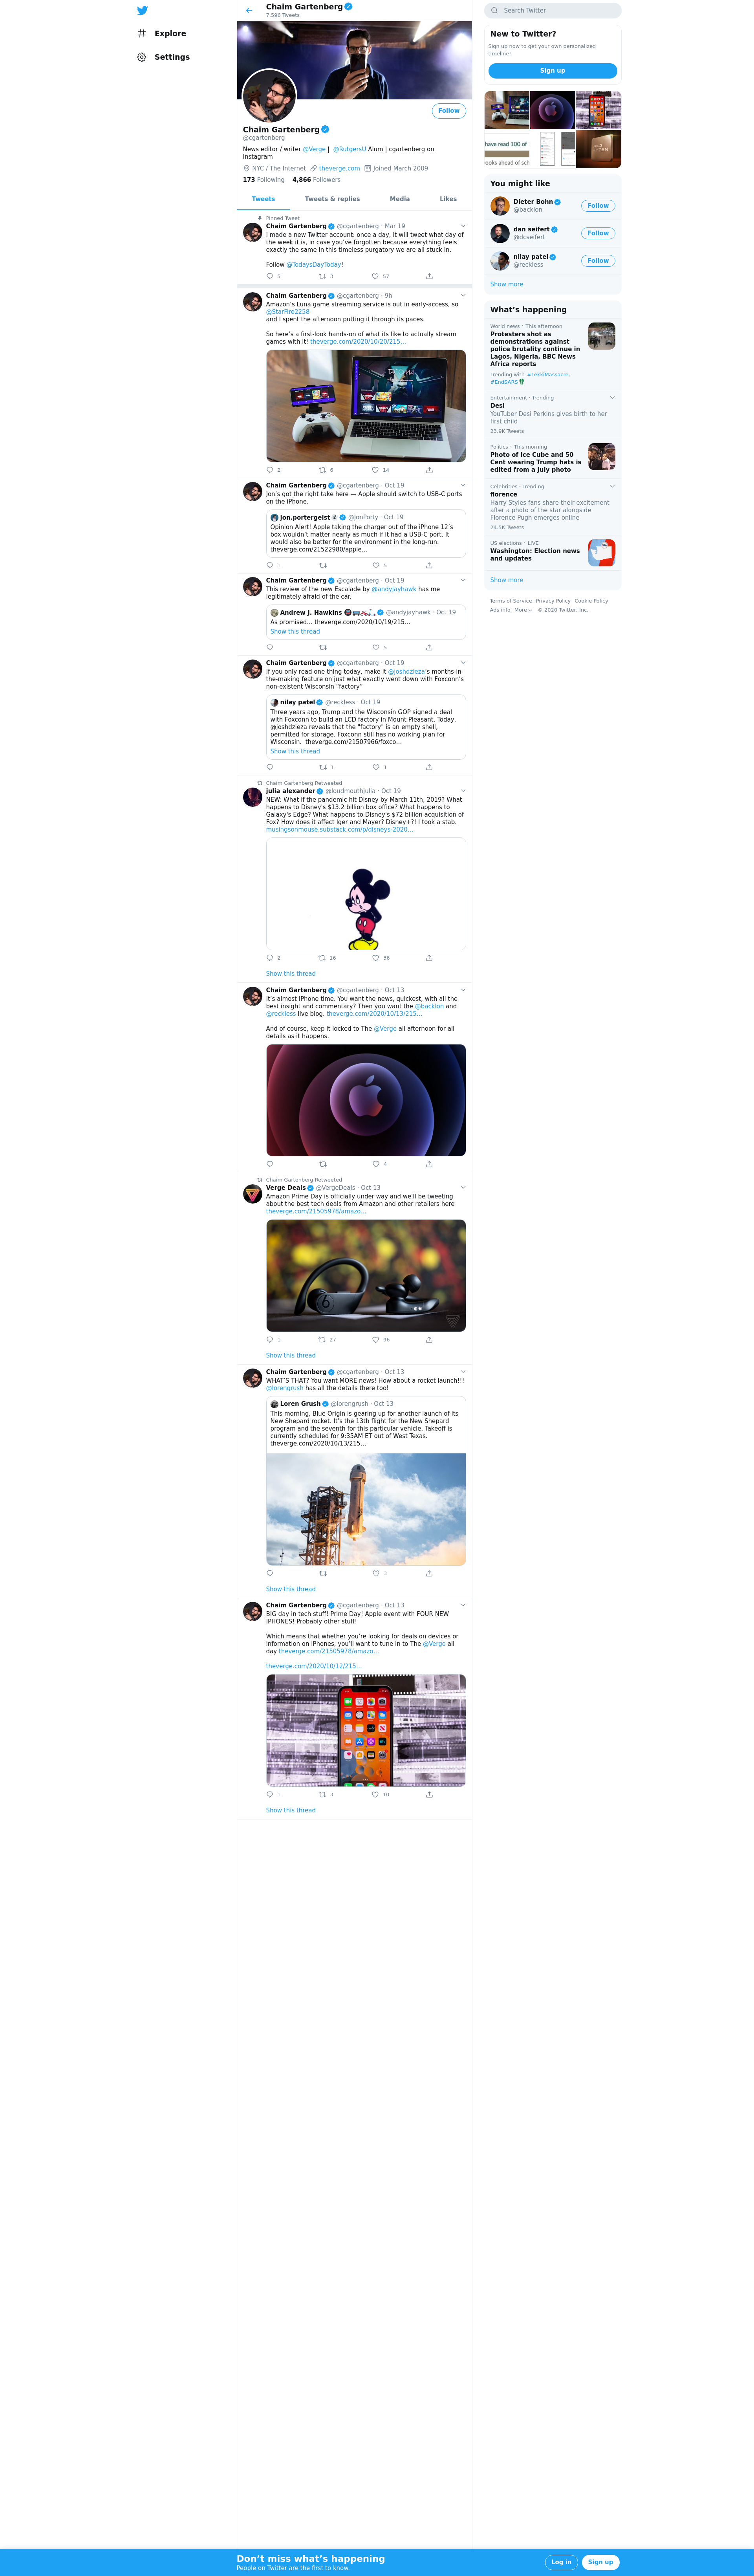 Explore
Settings
Chaim Gartenberg
7,596 Tweets
Follow
Chaim Gartenberg
@cgartenberg
News editor / writer @Verge | @RutgersU Alum | cgartenberg on
Instagram
NYC / The Internet theverge.com Joined March 2009
173 Following 4,866 Followers
Tweets Tweets & replies Media Likes
Pinned Tweet
Chaim Gartenberg @cgartenberg · Mar 19
I made a new Twitter account: once a day, it will tweet what day of
the week it is, in case you've forgotten because everything feels
exactly the same in this timeless purgatory we are all stuck in.
Follow @TodaysDayToday!
5 3 57
Chaim Gartenberg @cgartenberg · 9h
Amazon's Luna game streaming service is out in early-access, so
@StarFire2258
and I spent the afternoon putting it through its paces.
So here's a first-look hands-on of what its like to actually stream
games with it! theverge.com/2020/10/20/215…
2 8 14
Chaim Gartenberg @cgartenberg · Oct 19
Jon's got the right take here — Apple should switch to USB-C ports
on the iPhone.
jon.portergeist @JonPorty · Oct 19
Opinion Alert! Apple taking the charger out of the iPhone 12's
box wouldn't matter nearly as much if it had a USB-C port. It
would also be better for the environment in the long-run.
theverge.com/21522980/apple…
1 5
Chaim Gartenberg @cgartenberg · Oct 19
This review of the new Escalade by @andyjayhawk has me
legitimately afraid of the car.
Andrew J. Hawkins @andyjayhawk · Oct 19
As promised… theverge.com/2020/10/19/215…
Show this thread
5
Chaim Gartenberg @cgartenberg · Oct 19
If you only read one thing today, make it @joshdzieza's months-in-
the-making feature on just what exactly went down with Foxconn's
non-existent Wisconsin "factory"
nilay patel @reckless · Oct 19
Three years ago, Trump and the Wisconsin GOP signed a deal
with Foxconn to build an LCD factory in Mount Pleasant. Today,
@joshdzieza reveals that the "factory" is an empty shell,
permitted for storage. Foxconn still has no working plan for
Wisconsin. theverge.com/21507966/foxco…
Show this thread
1 1
Chaim Gartenberg Retweeted
julia alexander @loudmouthjulia · Oct 19
NEW: What if the pandemic hit Disney by March 11th, 2019? What
happens to Disney's $13.2 billion box office? What happens to
Galaxy's Edge? What happens to Disney's $72 billion acquisition of
Fox? How does it affect Iger and Mayer? Disney+?! I took a stab.
musingsonmouse.substack.com/p/disneys-2020…
2 16 36
Show this thread
Chaim Gartenberg @cgartenberg · Oct 13
It's almost iPhone time. You want the news, quickest, with all the
best insight and commentary? Then you want the @backlon and
@reckless live blog. theverge.com/2020/10/13/215…
And of course, keep it locked to The @Verge all afternoon for all
details as it happens.
4
Chaim Gartenberg Retweeted
Verge Deals @VergeDeals · Oct 13
Amazon Prime Day is officially under way and we'll be tweeting
about the best tech deals from Amazon and other retailers here
theverge.com/21505978/amazo…
1 27 96
Show this thread
Chaim Gartenberg @cgartenberg · Oct 13
WHAT'S THAT? You want MORE news! How about a rocket launch!!!
@lorengrush has all the details there too!
Loren Grush @lorengrush · Oct 13
This morning, Blue Origin is gearing up for another launch of its
New Shepard rocket. It's the 13th flight for the New Shepard
program and the seventh for this particular vehicle. Takeoff is
currently scheduled for 9:35AM ET out of West Texas.
theverge.com/2020/10/13/215…
3
Show this thread
Chaim Gartenberg @cgartenberg · Oct 13
BIG day in tech stuff! Prime Day! Apple event with FOUR NEW
IPHONES! Probably other stuff!
Which means that whether you're looking for deals on devices or
information on iPhones, you'll want to tune in to The @Verge all
day theverge.com/21505978/amazo…
theverge.com/2020/10/12/215…
1 3 10
Show this thread
Search Twitter
New to Twitter?
Sign up now to get your own personalized
timeline!
Sign up
have read 100 of
ooks ahead of sch
You might like
Dieter Bohn
@backlon
Follow
dan seifert
@dcseifert
Follow
nilay patel
@reckless
Follow
Show more
What's happening
World news · This afternoon
Protesters shot as
demonstrations against
police brutality continue in
Lagos, Nigeria, BBC News
Africa reports
Trending with #LekkiMassacre,
#EndSARS
Entertainment · Trending
Desi
YouTuber Desi Perkins gives birth to her
first child
23.9K Tweets
Politics · This morning
Photo of Ice Cube and 50
Cent wearing Trump hats is
edited from a July photo
Celebrities · Trending
florence
Harry Styles fans share their excitement
after a photo of the star alongside
Florence Pugh emerges online
24.5K Tweets
US elections · LIVE
Washington: Election news
and updates
Show more
Terms of Service Privacy Policy Cookie Policy
Ads info More © 2020 Twitter, Inc.
Don't miss what's happening
People on Twitter are the first to know.
Log in
Sign up